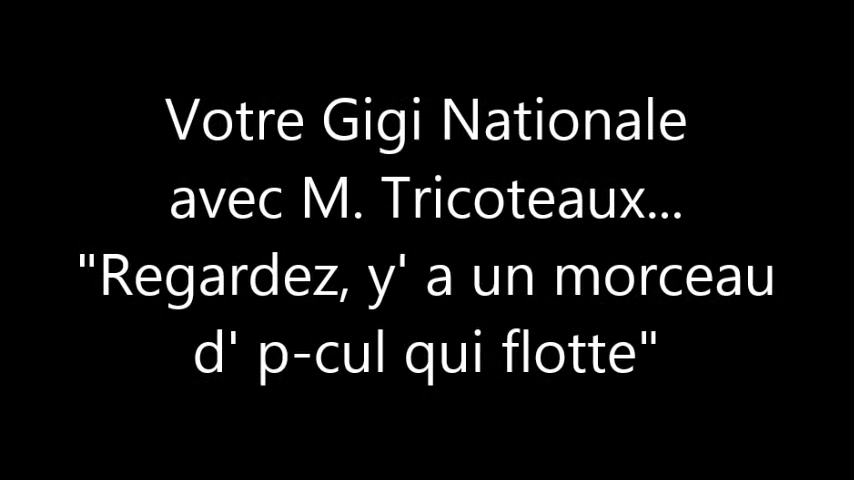 Votre Gigi Nationale
avec M. Tricoteaux...
"Regardez, y' a un morceau
d' p-cul qui flotte"